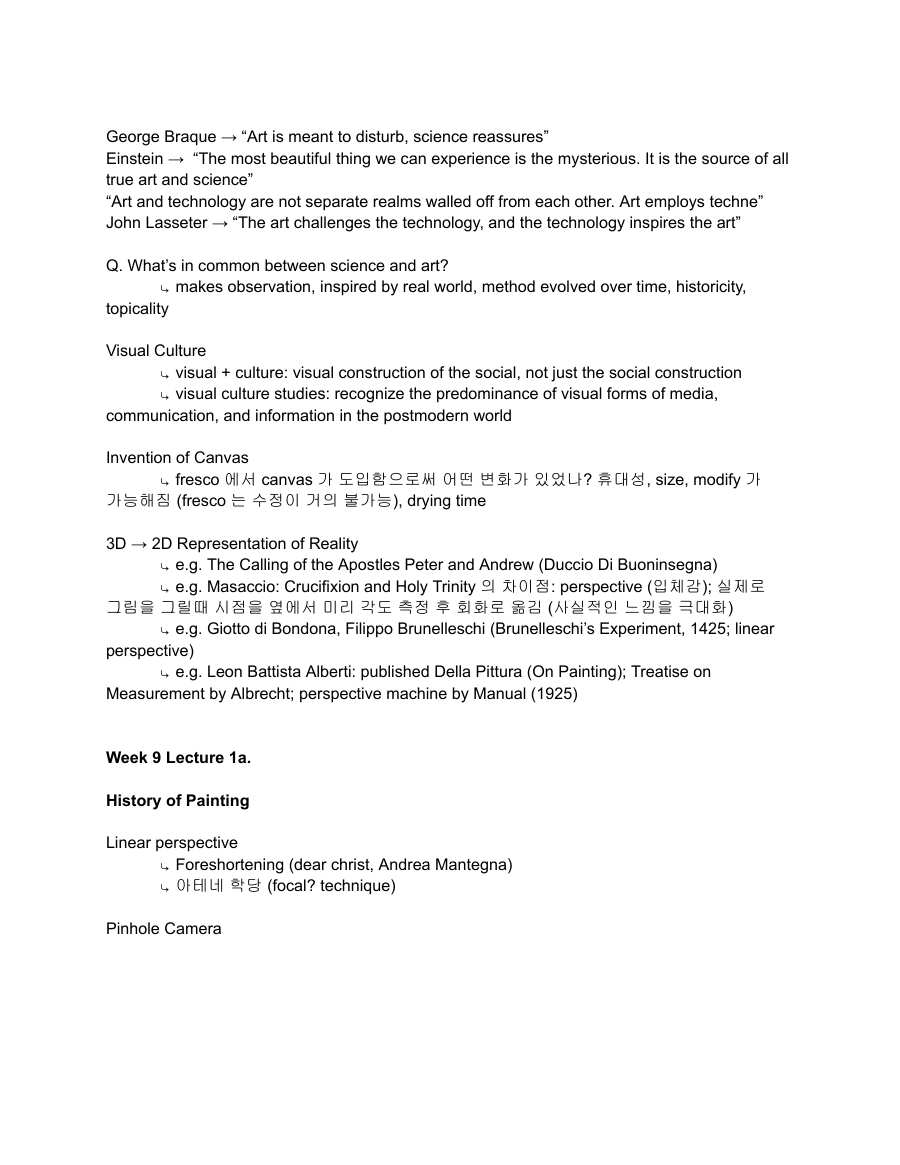 George Braque → “Art is meant to disturb, science reassures”
Einstein →  “The most beautiful thing we can experience is the mysterious. It is the source of all
true art and science”
“Art and technology are not separate realms walled off from each other. Art employs techne”
John Lasseter → “The art challenges the technology, and the technology inspires the art”
Q. What’s in common between science and art?
⤷ makes observation, inspired by real world, method evolved over time, historicity,
topicality
Visual Culture
⤷ visual + culture: visual construction of the social, not just the social construction
⤷ visual culture studies: recognize the predominance of visual forms of media,
communication, and information in the postmodern world
Invention of Canvas
⤷ fresco 에서 canvas 가 도입함으로써 어떤 변화가 있었나? 휴대성, size, modify 가
가능해짐 (fresco 는 수정이 거의 불가능), drying time
3D → 2D Representation of Reality
⤷ e.g. The Calling of the Apostles Peter and Andrew (Duccio Di Buoninsegna)
⤷ e.g. Masaccio: Crucifixion and Holy Trinity 의 차이점: perspective (입체감); 실제로
그림을 그릴때 시점을 옆에서 미리 각도 측정 후 회화로 옮김 (사실적인 느낌을 극대화)
⤷ e.g. Giotto di Bondona, Filippo Brunelleschi (Brunelleschi’s Experiment, 1425; linear
perspective)
⤷ e.g. Leon Battista Alberti: published Della Pittura (On Painting); Treatise on
Measurement by Albrecht; perspective machine by Manual (1925)
Week 9 Lecture 1a.
History of Painting
Linear perspective
⤷ Foreshortening (dear christ, Andrea Mantegna)
⤷ 아테네 학당 (focal? technique)
Pinhole Camera